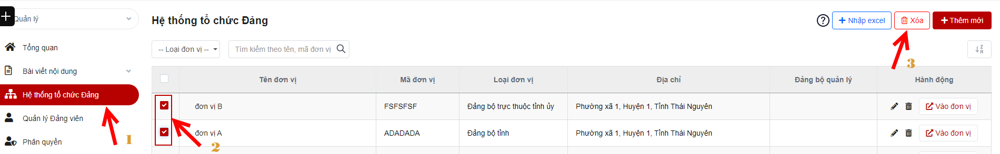 Quản lý
Tổng quan
Bài viết nội dung
Hệ thống tổ chức Đảng
Quản lý Đảng viên
Phân quyền
1
Hệ thống tổ chức Đảng
? Nhập excel Xóa Thêm mới
-- Loại đơn vị -- Tìm kiếm theo tên, mã đơn vị
Z
A
3
Tên đơn vị Mã đơn vị Loại đơn vị Địa chỉ Đảng bộ quản lý Hành động
đơn vị B FSFSFSF Đảng bộ trực thuộc tỉnh ủy Phường xã 1, Huyện 1, Tỉnh Thái Nguyên Vào đơn vị
đơn vị A ADADADA Đảng bộ tỉnh Phường xã 1, Huyện 1, Tỉnh Thái Nguyên Vào đơn vị
2